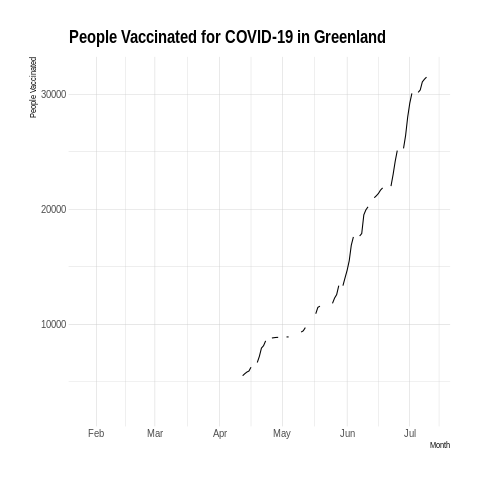 People Vaccinated for COVID-19 in Greenland
People Vaccinated
30000
20000
10000
Feb Mar Apr May Jun Jul
Month